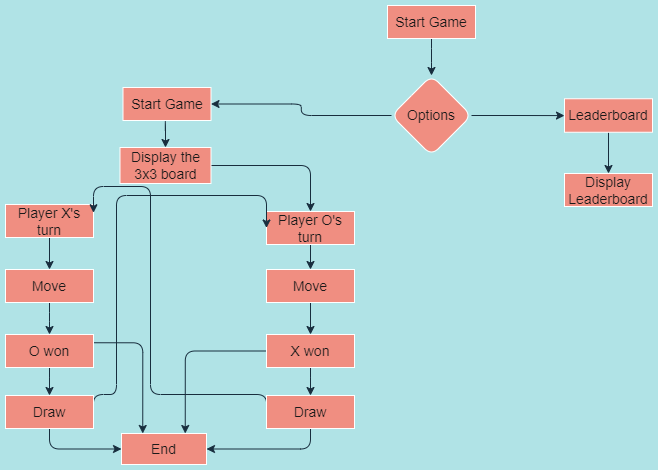 Start Game
Options
Start Game
Leaderboard
Display the
3x3 board
Display
Leaderboard
Player X's
turn
Player O's
turn
Move
Move
O won
X won
Draw
Draw
End